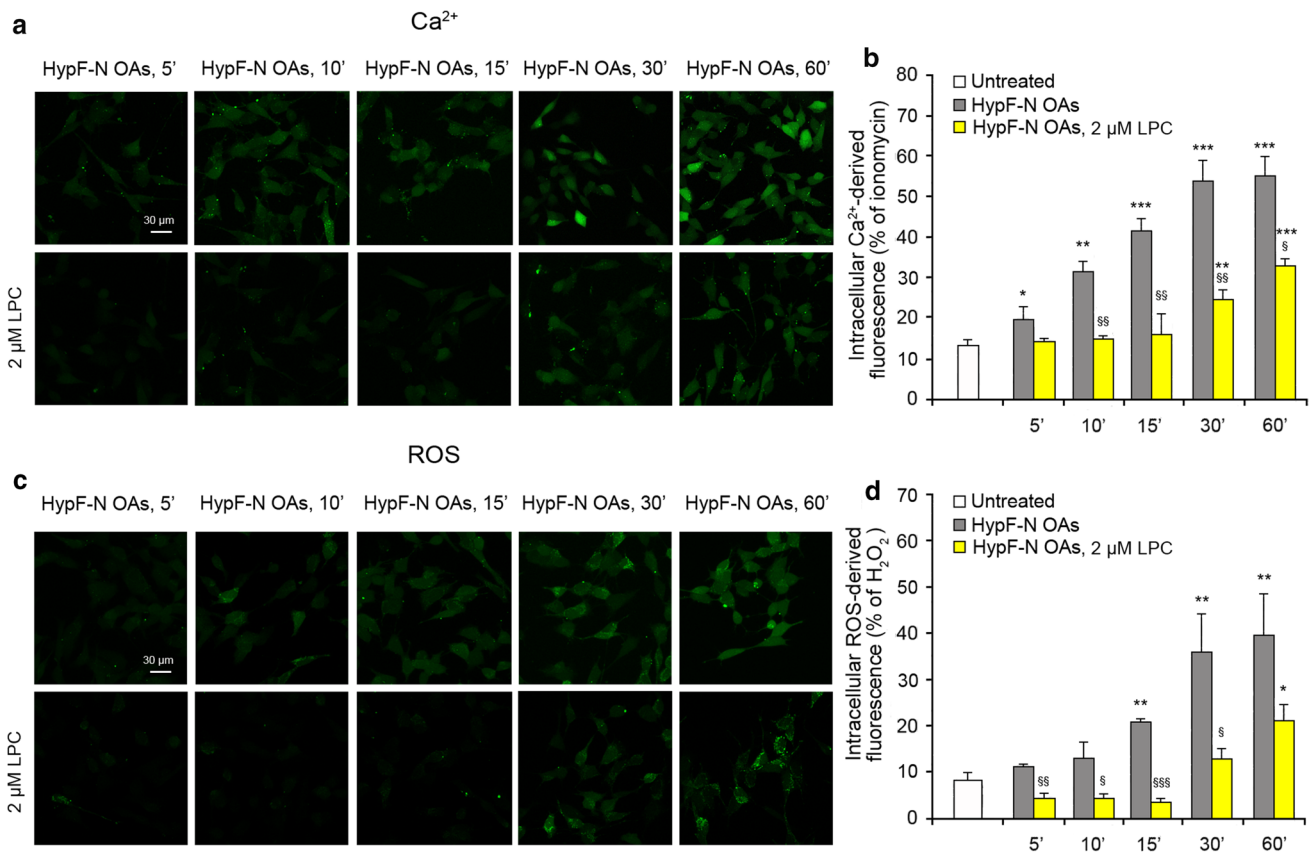 a
Ca²⁺
HypF-N OAs, 5’ HypF-N OAs, 10’ HypF-N OAs, 15’ HypF-N OAs, 30’ HypF-N OAs, 60’
30 µm
2 µM LPC
b
Intracellular Ca²⁺-derived
fluorescence (% of ionomycin)
80
70
60
50
40
30
20
10
0
Untreated
HypF-N OAs
HypF-N OAs, 2 µM LPC
*
**
§§
***
§§
***
**
§§
***
***
§
5’ 10’ 15’ 30’ 60’
ROS
c
HypF-N OAs, 5’ HypF-N OAs, 10’ HypF-N OAs, 15’ HypF-N OAs, 30’ HypF-N OAs, 60’
30 µm
2 µM LPC
d
Intracellular ROS-derived
fluorescence (% of H₂O₂)
70
60
50
40
30
20
10
0
Untreated
HypF-N OAs
HypF-N OAs, 2 µM LPC
§§
§
**
§§§
**
§
**
*
5’ 10’ 15’ 30’ 60’